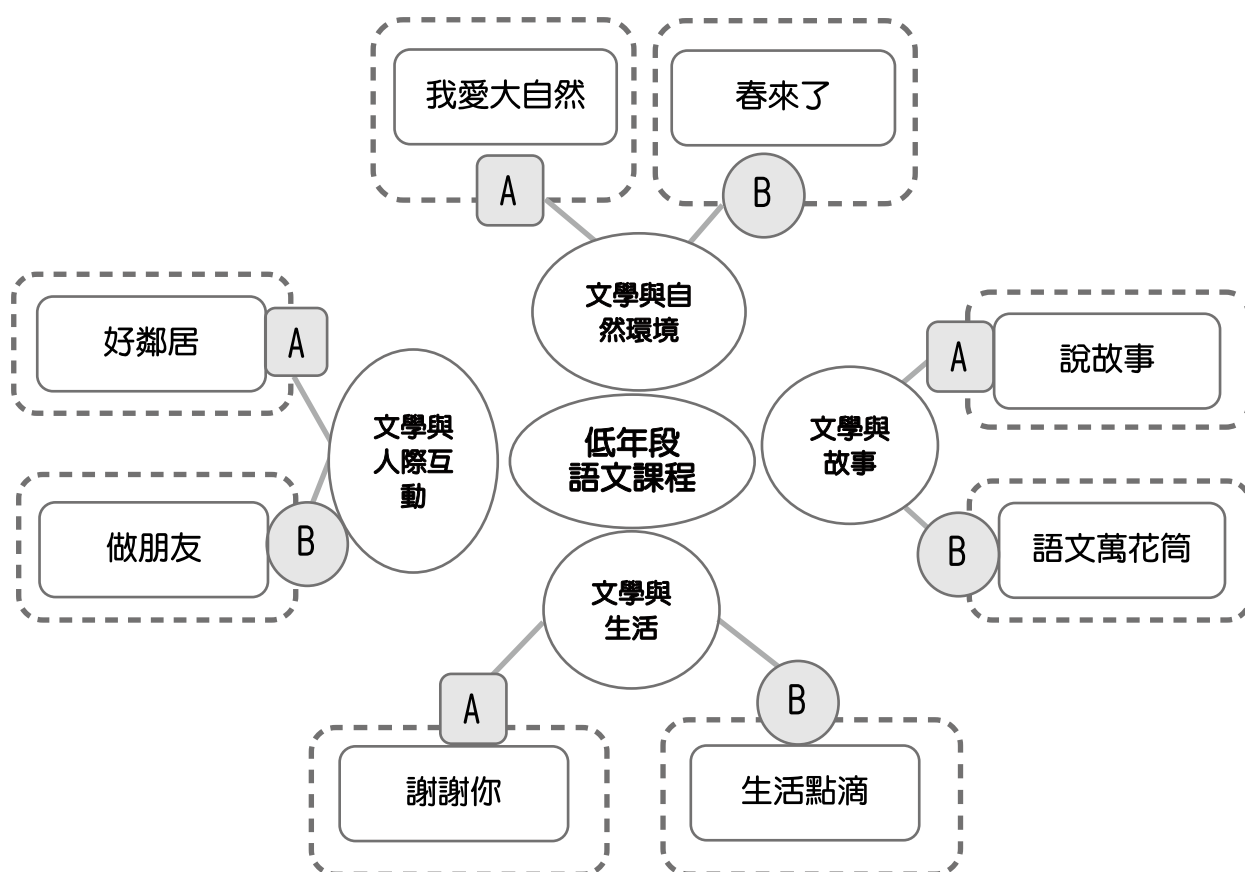 我愛大自然
春來了
A
B
文學與自
然環境
好鄰居
A
文學與
人際互
動
做朋友
B
低年段
語文課程
文學與
故事
A
說故事
B
語文萬花筒
文學與
生活
A
謝謝你
B
生活點滴